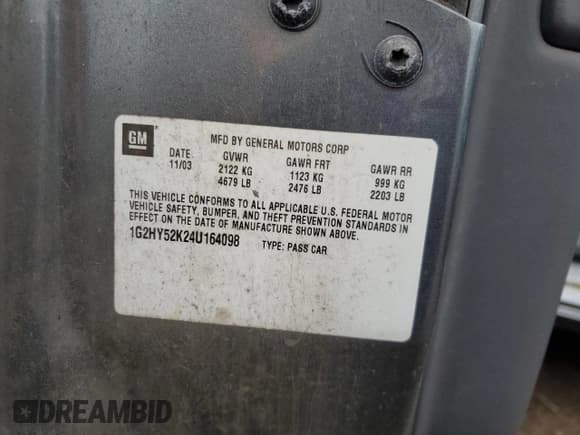 GM
MFD BY GENERAL MOTORS CORP
DATE GVWR GAWR FRT GAWR RR
11/03 2122 KG 1123 KG 999 KG
4679 LB 2476 LB 2203 LB
THIS VEHICLE CONFORMS TO ALL APPLICABLE U.S. FEDERAL MOTOR
VEHICLE SAFETY, BUMPER, AND THEFT PREVENTION STANDARDS IN
EFFECT ON THE DATE OF MANUFACTURE SHOWN ABOVE.
1G2HY52K24U164098 TYPE: PASS CAR
DREAMBID